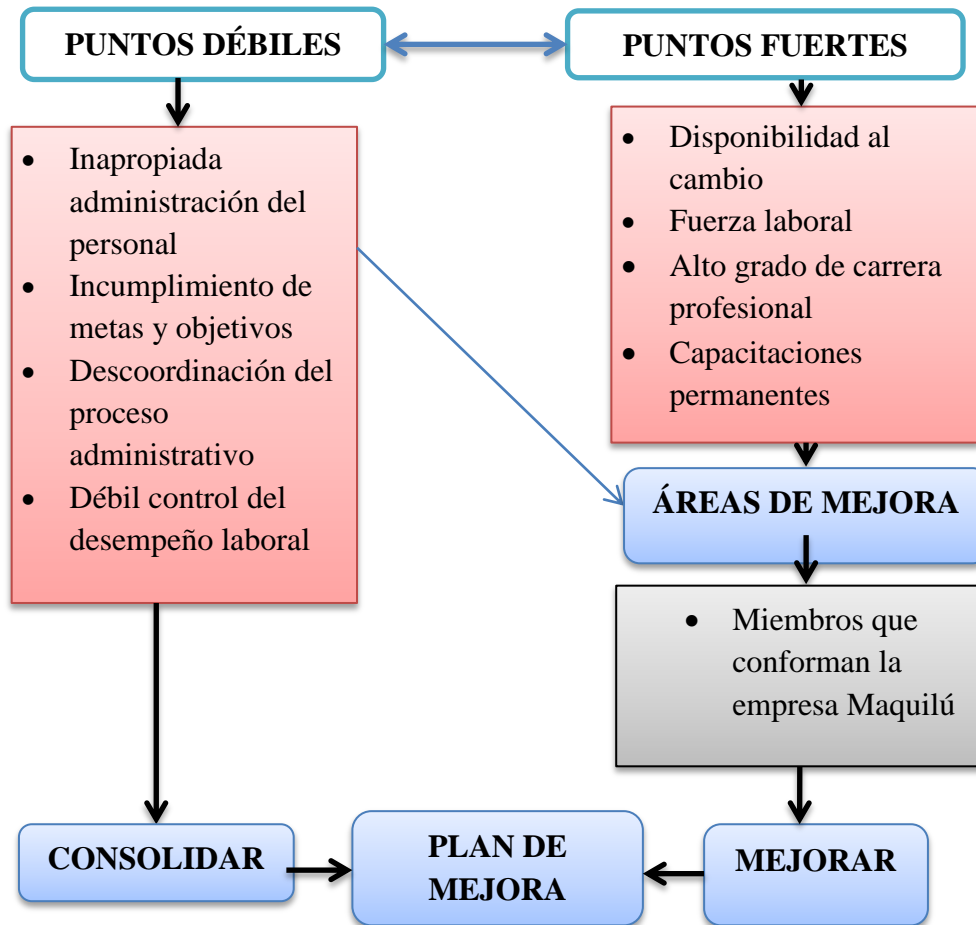 PUNTOS DÉBILES
PUNTOS FUERTES
• Inapropiada
administración del
personal
• Incumplimiento de
metas y objetivos
• Descoordinación del
proceso
administrativo
• Débil control del
desempeño laboral
• Disponibilidad al
cambio
• Fuerza laboral
• Alto grado de carrera
profesional
• Capacitaciones
permanentes
ÁREAS DE MEJORA
• Miembros que
conforman la
empresa Maquilú
CONSOLIDAR
PLAN DE
MEJORA
MEJORAR